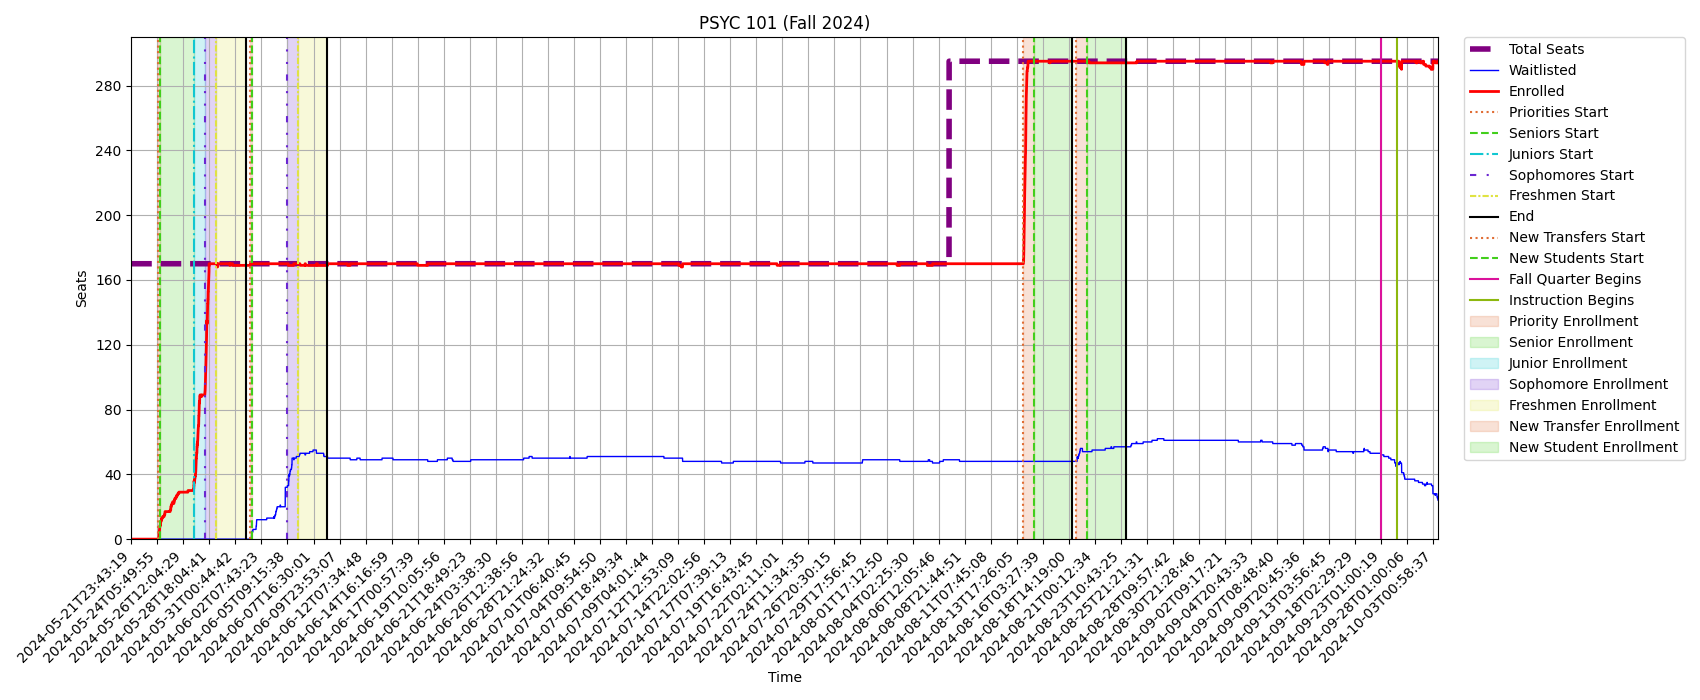 PSYC 101 (Fall 2024)
Seats
280
240
200
160
120
80
40
0
2024-05-21T23:43:19
2024-05-24T05:49:55
2024-05-26T12:04:29
2024-05-28T18:04:41
2024-05-31T00:44:42
2024-06-02T07:43:23
2024-06-05T09:15:38
2024-06-07T16:30:01
2024-06-09T23:53:07
2024-06-12T07:34:48
2024-06-14T16:16:59
2024-06-17T00:57:39
2024-06-19T10:05:56
2024-06-21T18:49:23
2024-06-24T03:38:30
2024-06-26T12:38:56
2024-06-28T21:24:32
2024-07-01T06:40:45
2024-07-04T09:54:50
2024-07-06T18:49:34
2024-07-09T04:01:44
2024-07-12T12:53:09
2024-07-14T22:02:56
2024-07-17T07:39:13
2024-07-19T16:43:45
2024-07-22T02:11:01
2024-07-24T11:34:35
2024-07-26T20:30:15
2024-07-29T17:56:45
2024-08-01T17:12:50
2024-08-04T02:25:30
2024-08-06T12:05:46
2024-08-08T21:44:51
2024-08-11T07:45:08
2024-08-13T17:26:05
2024-08-16T03:27:39
2024-08-18T14:19:00
2024-08-21T00:12:34
2024-08-23T10:43:25
2024-08-25T21:21:31
2024-08-28T09:57:42
2024-08-30T21:28:46
2024-09-02T09:17:21
2024-09-04T20:43:33
2024-09-07T08:48:40
2024-09-09T20:45:36
2024-09-13T03:56:45
2024-09-18T02:29:29
2024-09-23T01:00:19
2024-09-28T01:00:06
2024-10-03T00:58:37
Time
Total Seats
Waitlisted
Enrolled
Priorities Start
Seniors Start
Juniors Start
Sophomores Start
Freshmen Start
End
New Transfers Start
New Students Start
Fall Quarter Begins
Instruction Begins
Priority Enrollment
Senior Enrollment
Junior Enrollment
Sophomore Enrollment
Freshmen Enrollment
New Transfer Enrollment
New Student Enrollment